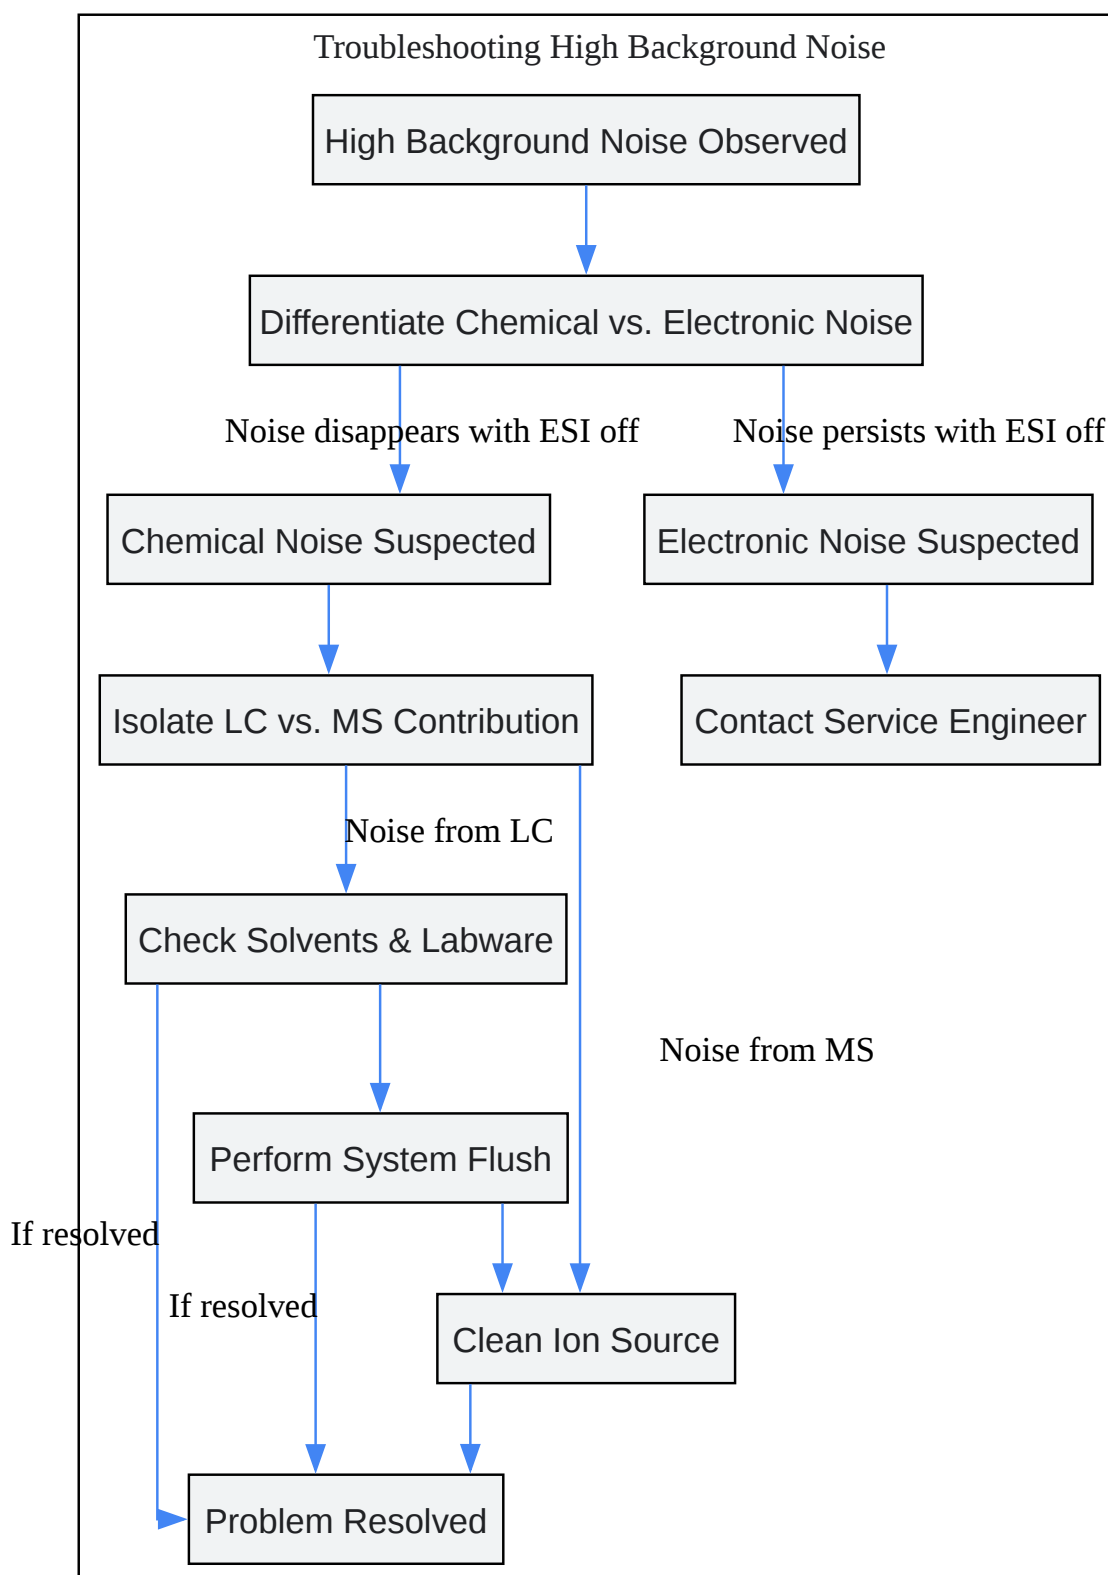 Troubleshooting High Background Noise
High Background Noise Observed
Differentiate Chemical vs. Electronic Noise
Noise disappears with ESI off
Noise persists with ESI off
Chemical Noise Suspected
Electronic Noise Suspected
Isolate LC vs. MS Contribution
Contact Service Engineer
Noise from LC
Check Solvents & Labware
Noise from MS
Perform System Flush
If resolved
If resolved
Clean Ion Source
Problem Resolved